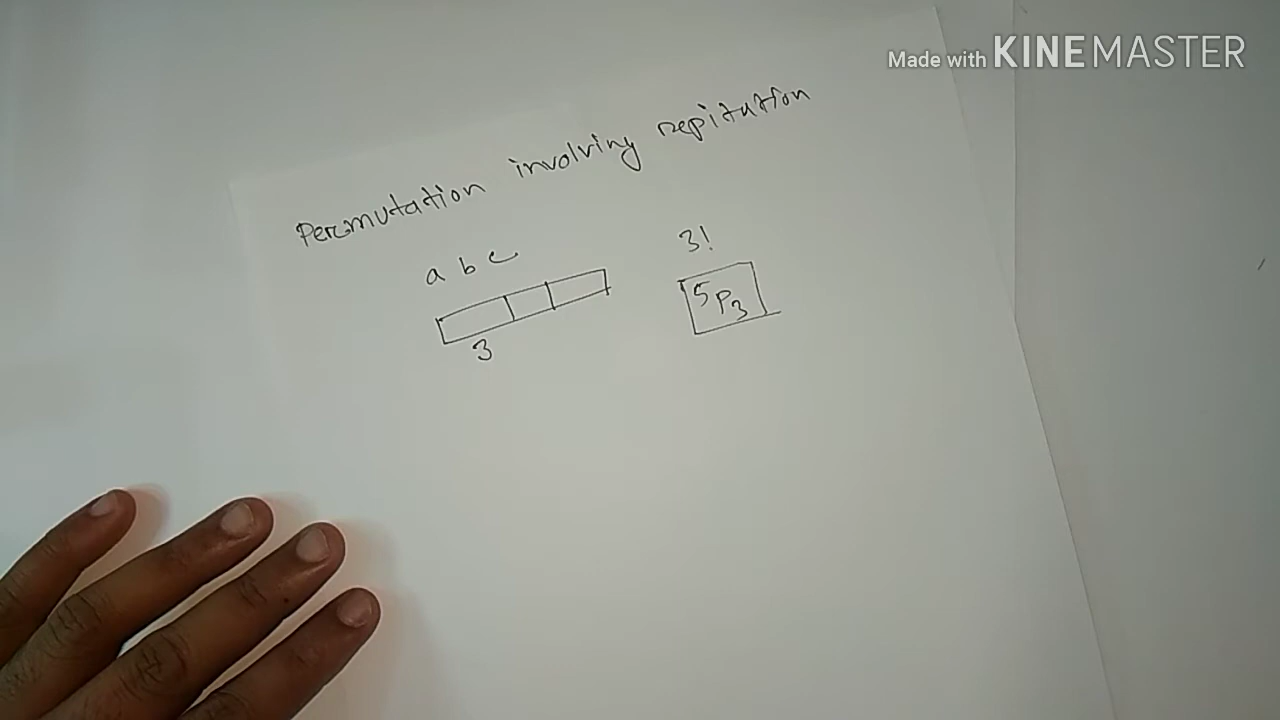 Made with KINEMASTER
Permutation involving repitation
a b c
3!
5P3
3